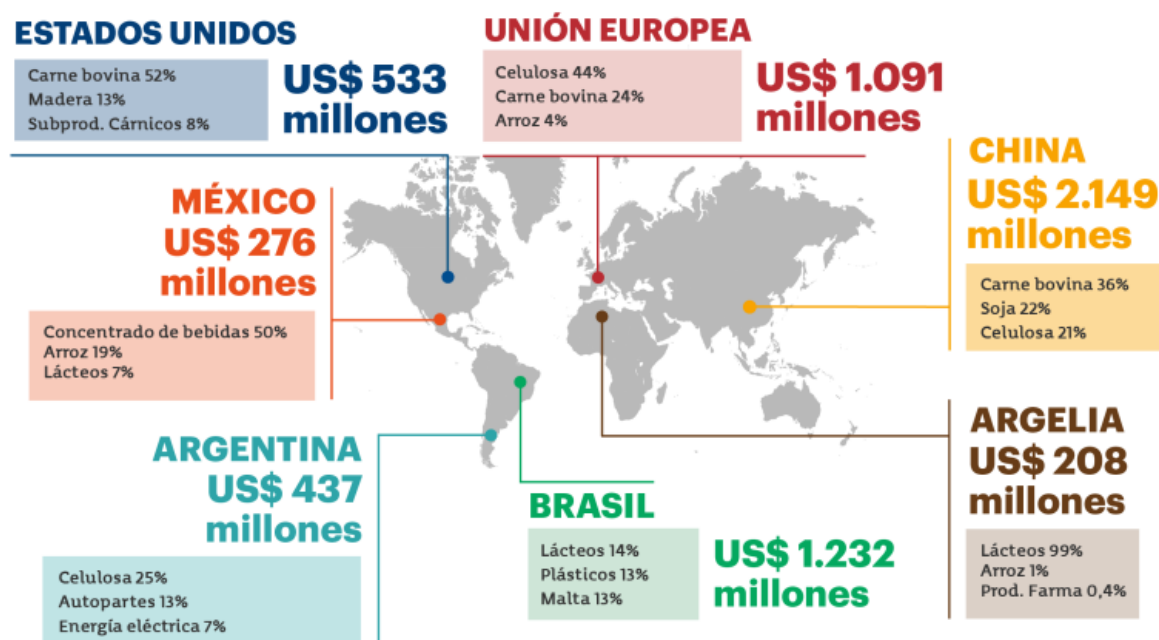 ESTADOS UNIDOS
Carne bovina 52%
Madera 13%
Subprod. Cárnicos 8%
US$ 533
millones
UNIÓN EUROPEA
Celulosa 44%
Carne bovina 24%
Arroz 4%
US$ 1.091
millones
CHINA
US$ 2.149
millones
Carne bovina 36%
Soja 22%
Celulosa 21%
MÉXICO
US$ 276
millones
Concentrado de bebidas 50%
Arroz 19%
Lácteos 7%
ARGENTINA
US$ 437
millones
Celulosa 25%
Autopartes 13%
Energía eléctrica 7%
BRASIL
Lácteos 14%
Plásticos 13%
Malta 13%
US$ 1.232
millones
ARGELIA
US$ 208
millones
Lácteos 99%
Arroz 1%
Prod. Farma 0,4%